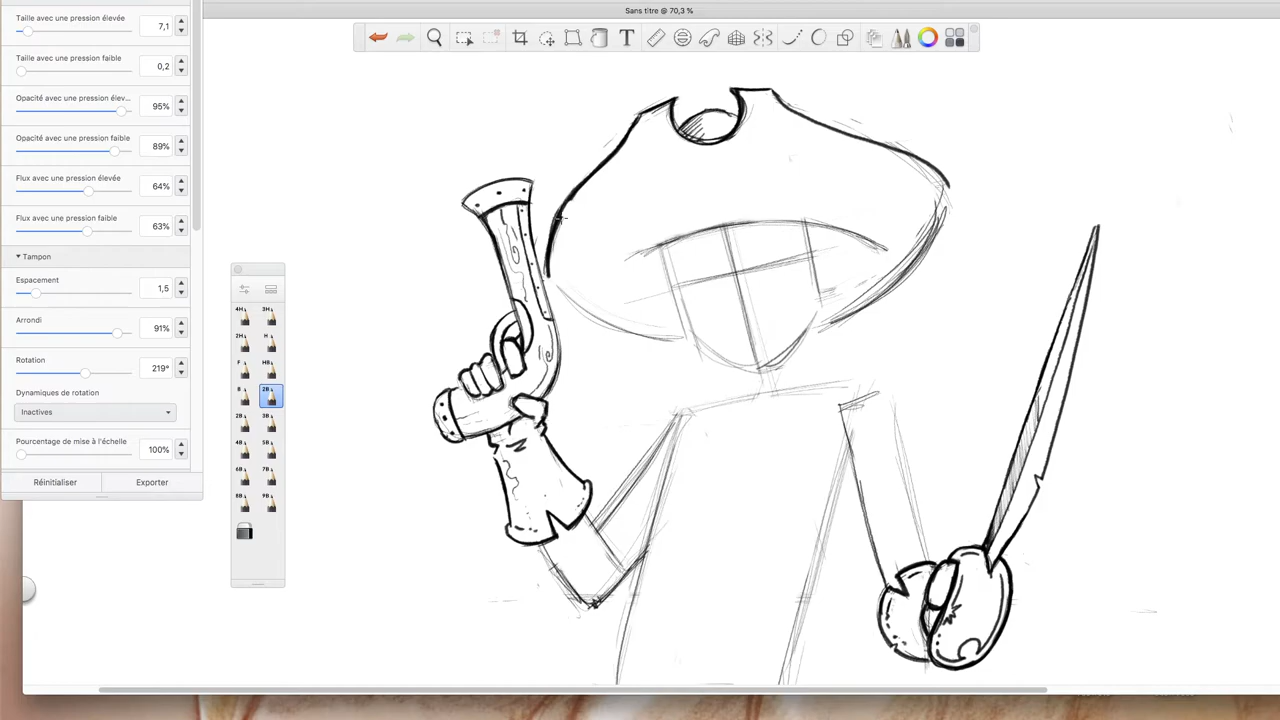 Sans titre @ 70,3 %
Taille avec une pression élevée
7,1
Taille avec une pression faible
0,2
Opacité avec une pression élev...
95%
Opacité avec une pression faible
89%
Flux avec une pression élevée
64%
Flux avec une pression faible
63%
Tampon
Espacement
1,5
Arrondi
91%
Rotation
219°
Dynamiques de rotation
Inactives
Pourcentage de mise à l'échelle
100%
Réinitialiser Exporter
4H 3H
2H H
F HB
B 2B
2B 3B
4B 5B
6B 7B
8B 9B
T